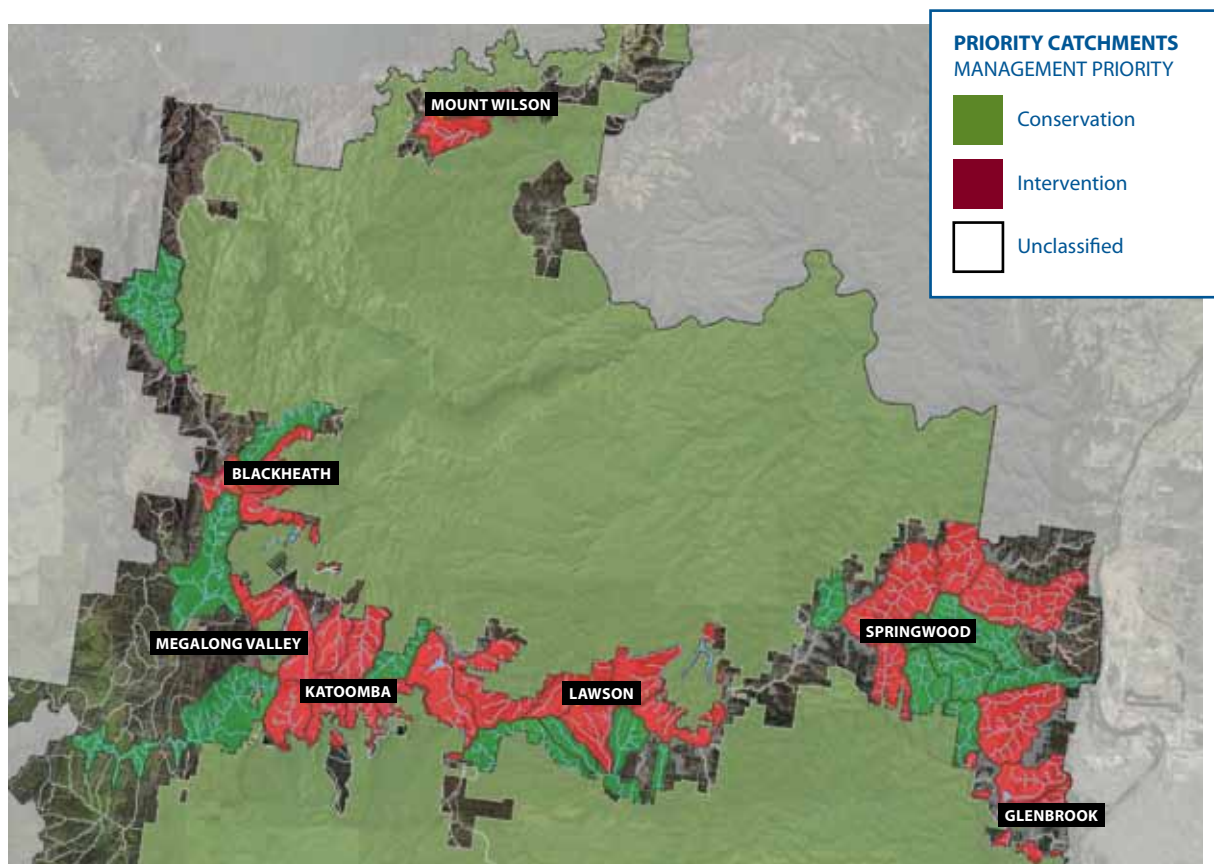 PRIORITY CATCHMENTS
MANAGEMENT PRIORITY
Conservation
Intervention
Unclassified
MOUNT WILSON
BLACKHEATH
MEGALONG VALLEY
KATOOMBA
LAWSON
SPRINGWOOD
GLENBROOK